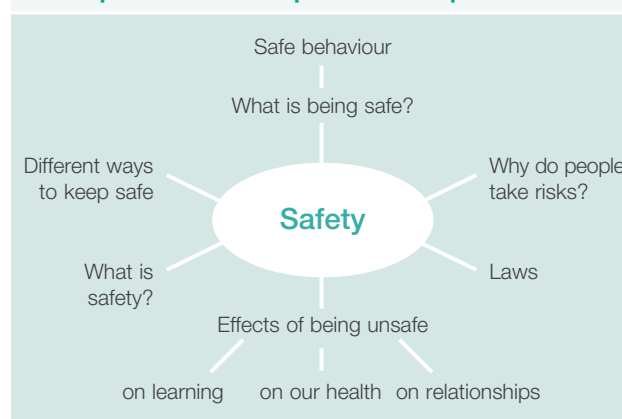 Safe behaviour
What is being safe?
Different ways
to keep safe
Why do people
take risks?
Safety
What is
safety?
Laws
Effects of being unsafe
on learning
on our health
on relationships